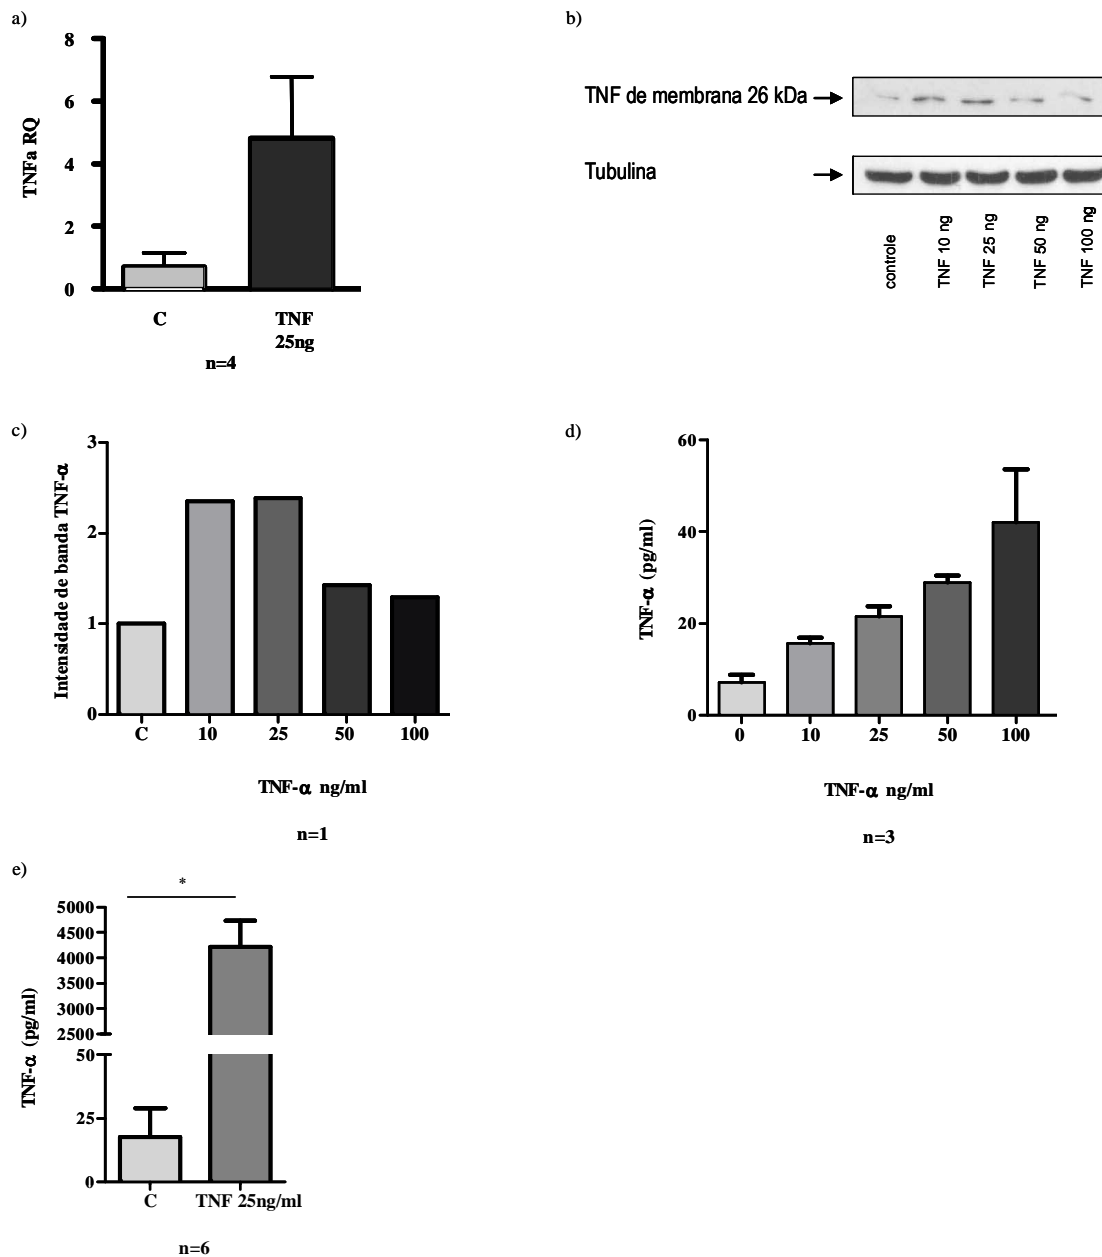 a)
8
6
4
2
0
TNFa RQ
C
TNF
25ng
n=4
b)
TNF de membrana 26 kDa
Tubulina
controle
TNF 10 ng
TNF 25 ng
TNF 50 ng
TNF 100 ng
c)
3
2
1
0
Intensidade de banda TNF-α
C 10 25 50 100
TNF-α ng/ml
n=1
d)
60
40
20
0
TNF-α (pg/ml)
0 10 25 50 100
TNF-α ng/ml
n=3
e)
*
5000
4500
4000
3500
3000
2500
50
25
0
TNF-α (pg/ml)
C TNF 25ng/ml
n=6